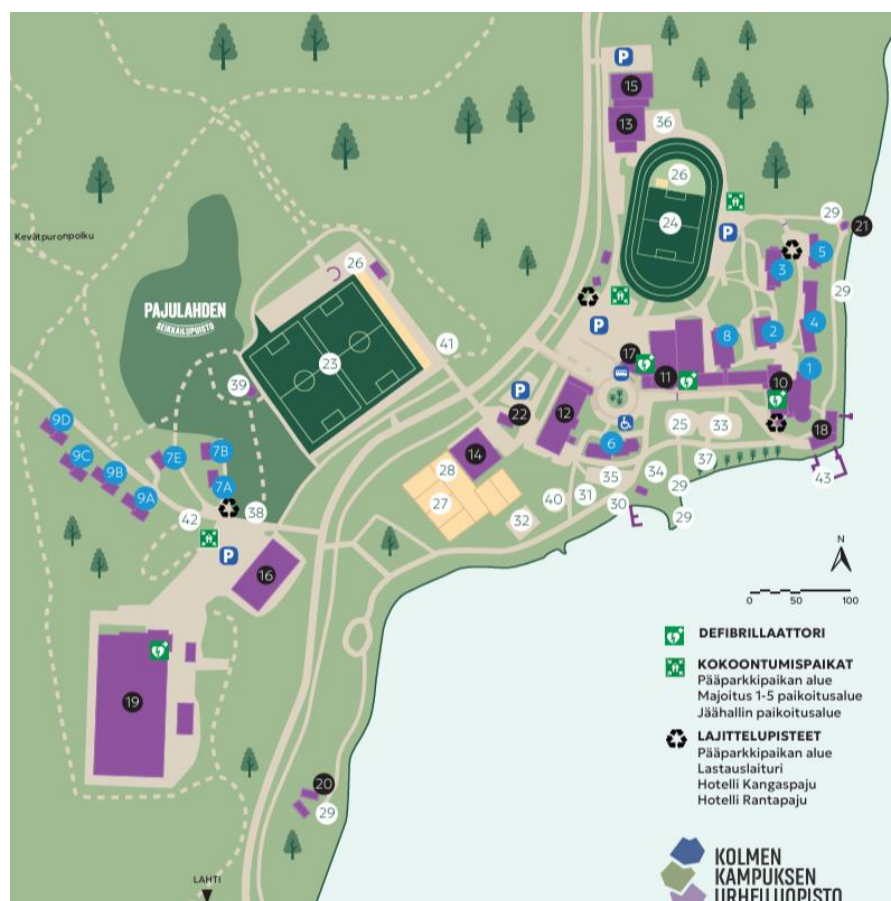 P
15
13
36
26
24
P
29
21
5
3
29
Kevätpuronpolku
26
PAJULAHDEN
SEIKKAILUPUISTO
P
2
4
8
23
41
17
11
10
1
39
P
22
12
25
33
18
9D
9C
9B
9A
7E
7B
7A
14
6
28
27
35
34
37
43
40
31
30
29
29
32
42
38
P
16
N
0 50 100
DEFIBRILLAATTORI
KOKOONTUMISPAIKAT
Pääparkkipaikan alue
Majoitus 1-5 paikoitusalue
Jäähallin paikoitusalue
LAJITTELUPISTEET
Pääparkkipaikan alue
Lastauslaituri
Hotelli Kangaspaju
Hotelli Rantapaju
19
20
29
LAHTI
KOLMEN
KAMPUKSEN
URHEILUOPISTO